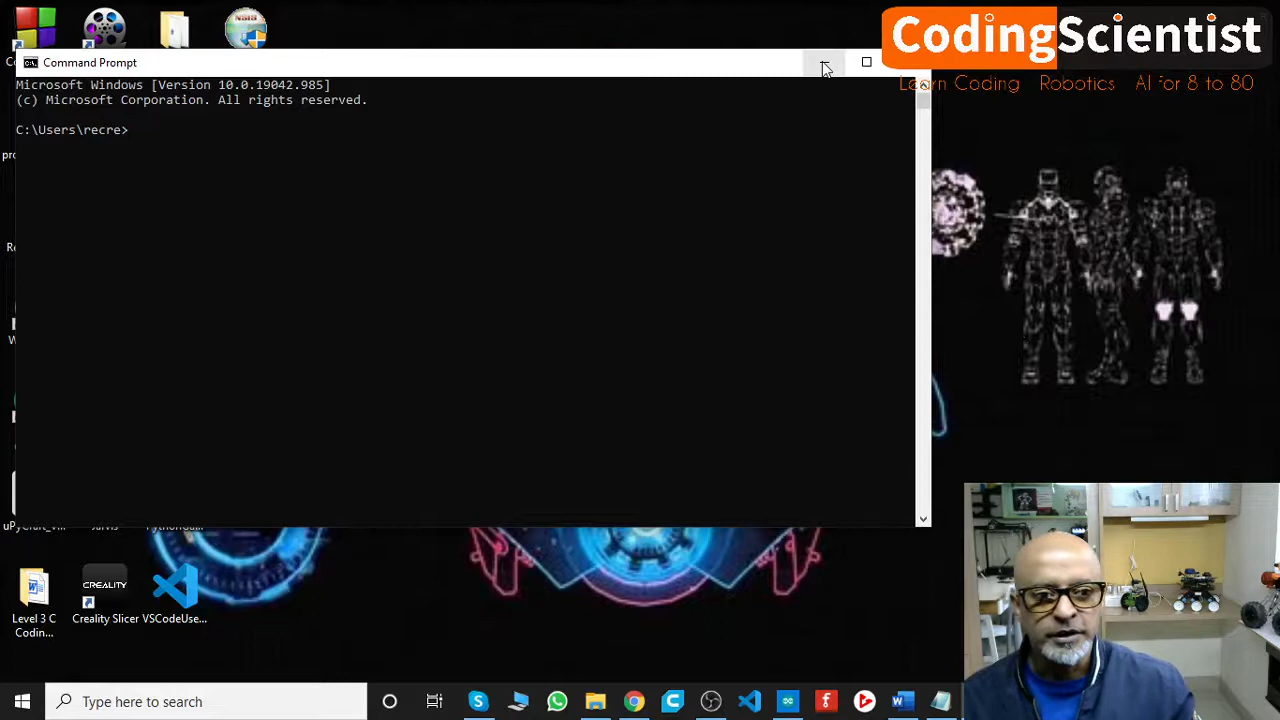 CodingScientist
Learn Coding Robotics AI for 8 to 80
Command Prompt
Microsoft Windows [Version 10.0.19042.985]
(c) Microsoft Corporation. All rights reserved.
C:\Users\recre>
CREALITY
Level 3 C
Codin...
Creality Slicer
VSCodeUse...
Type here to search